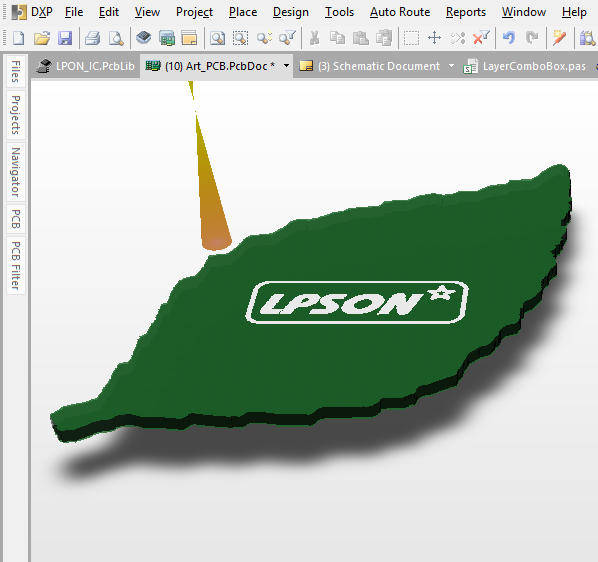 DXP File Edit View Project Place Design Tools Auto Route Reports Window Help
LPON_IC.PcbLib (10) Art_PCB.PcbDoc * (3) Schematic Document LayerComboBox.pas
Files
Projects
Navigator
PCB
PCB Filter
LPSON